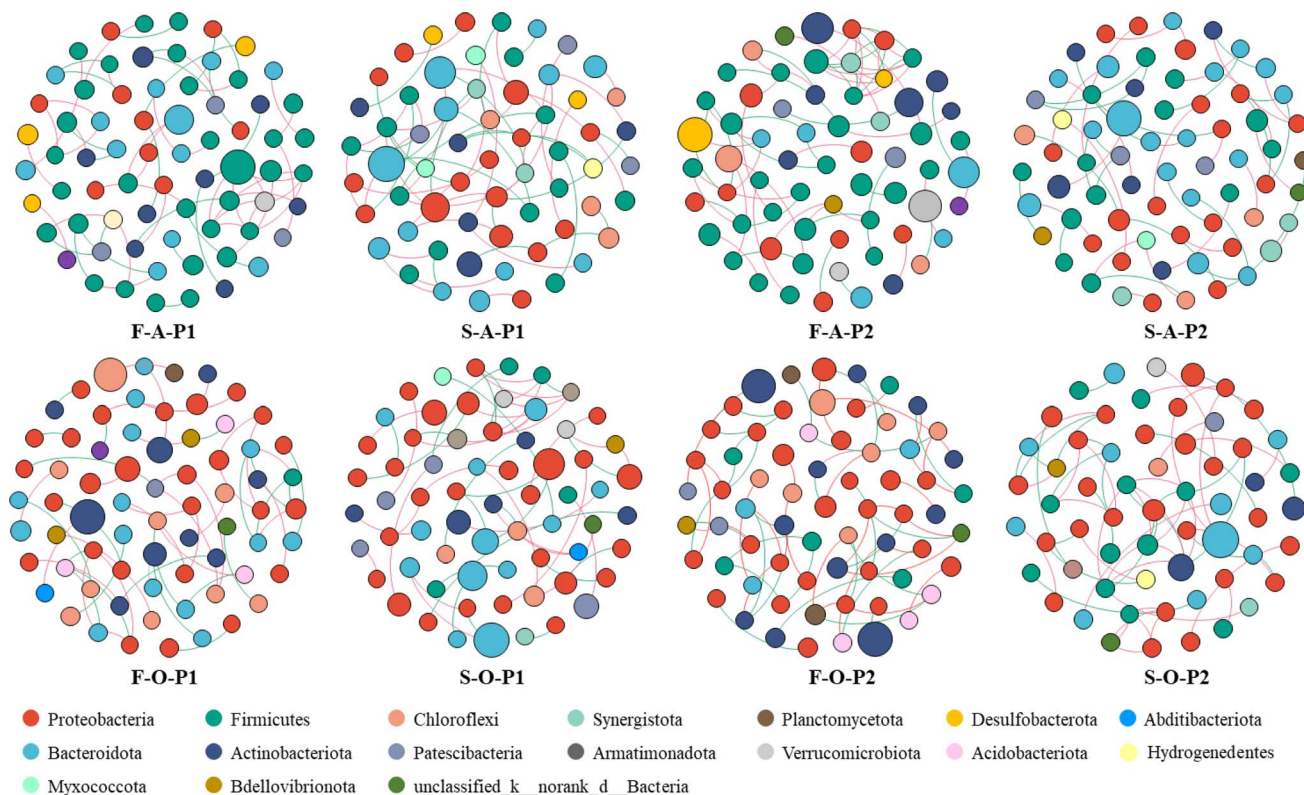 F-A-P1 S-A-P1 F-A-P2 S-A-P2
F-O-P1 S-O-P1 F-O-P2 S-O-P2
Proteobacteria Firmicutes Chloroflexi Synergistota Planctomycetota Desulfobacterota Abditibacteriota
Bacteroidota Actinobacteriota Patescibacteria Armatimonadota Verrucomicrobiota Acidobacteriota Hydrogenedentes
Myxococcota Bdellovibrionota unclassified_k__norank_d__Bacteria